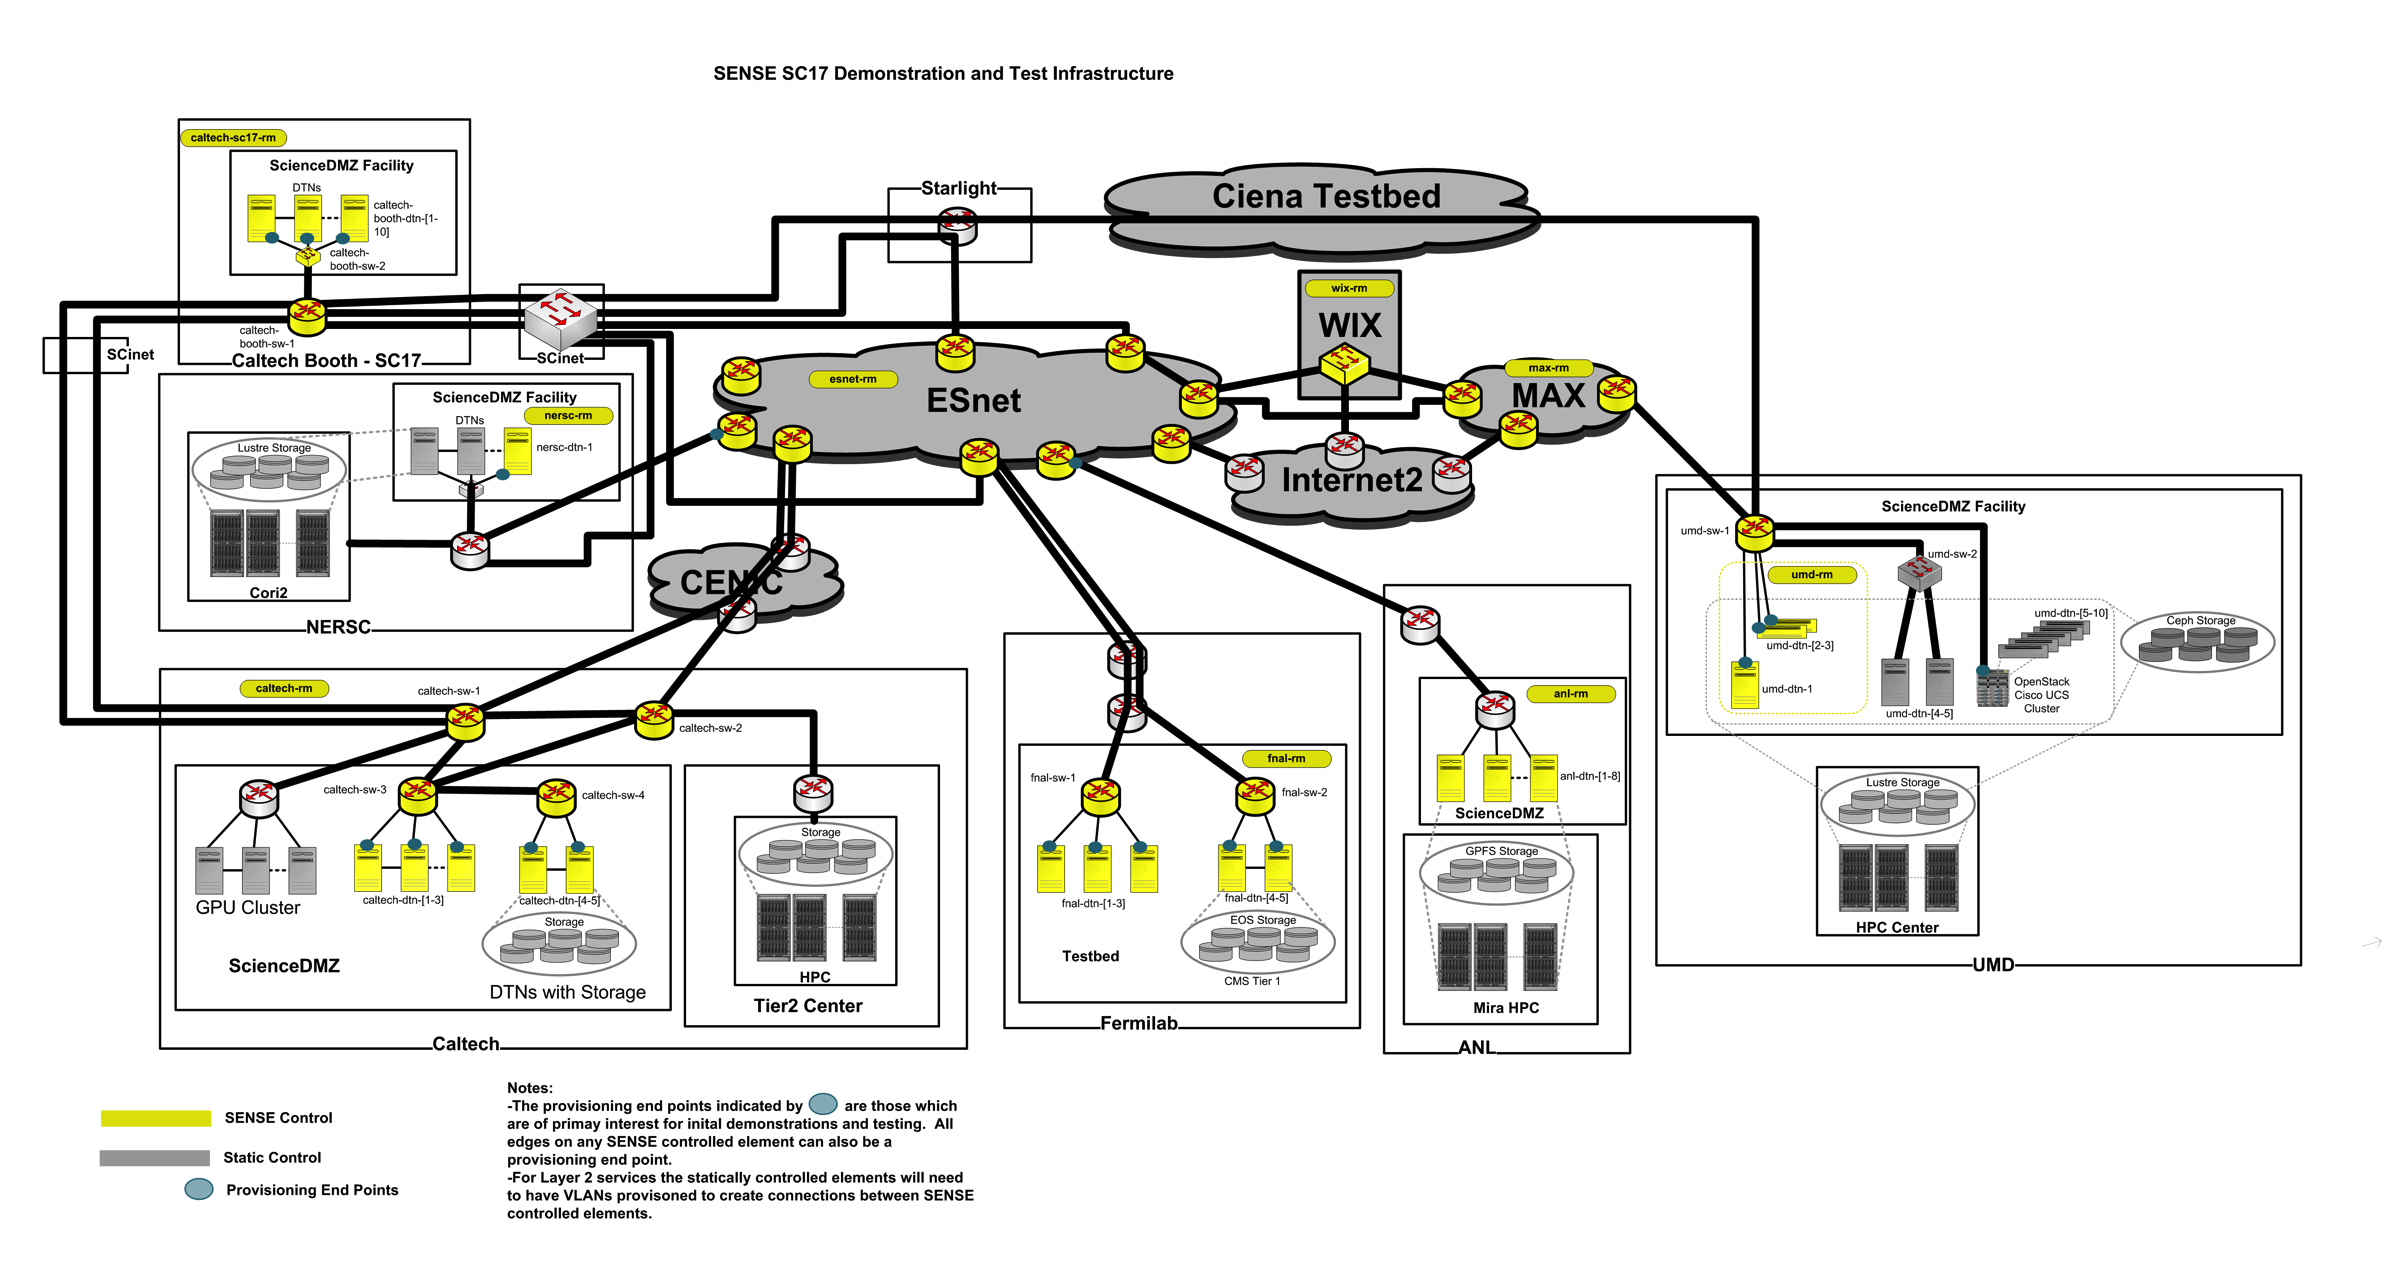 SENSE SC17 Demonstration and Test Infrastructure
caltech-sc17-rm
ScienceDMZ Facility
DTNs
caltech-
booth-dtn-[1-
10]
caltech-
booth-sw-2
caltech-
booth-sw-1
Caltech Booth - SC17
SCinet
SCinet
Starlight
Ciena Testbed
wix-rm
WIX
esnet-rm
ESnet
max-rm
MAX
Internet2
CENIC
ScienceDMZ Facility
DTNs
nersc-rm
nersc-dtn-1
Lustre Storage
Cori2
NERSC
caltech-rm
caltech-sw-1
caltech-sw-2
caltech-sw-3
caltech-sw-4
GPU Cluster
caltech-dtn-[1-3]
caltech-dtn-[4-5]
Storage
ScienceDMZ
DTNs with Storage
Storage
HPC
Tier2 Center
Caltech
fnal-rm
fnal-sw-1
fnal-sw-2
fnal-dtn-[1-3]
fnal-dtn-[4-5]
EOS Storage
Testbed
CMS Tier 1
Fermilab
anl-rm
anl-dtn-[1-8]
ScienceDMZ
GPFS Storage
Mira HPC
ANL
ScienceDMZ Facility
umd-sw-1
umd-sw-2
umd-rm
umd-dtn-[5-10]
Ceph Storage
umd-dtn-[2-3]
umd-dtn-1
umd-dtn-[4-5]
OpenStack
Cisco UCS
Cluster
Lustre Storage
HPC Center
UMD
SENSE Control
Static Control
Provisioning End Points
Notes:
-The provisioning end points indicated by are those which
are of primay interest for inital demonstrations and testing. All
edges on any SENSE controlled element can also be a
provisioning end point.
-For Layer 2 services the statically controlled elements will need
to have VLANs provisoned to create connections between SENSE
controlled elements.